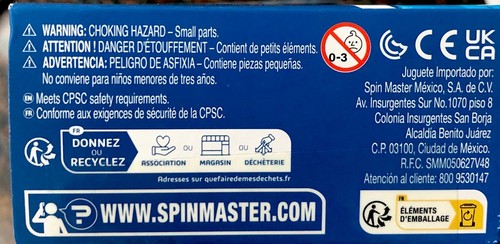 WARNING: CHOKING HAZARD – Small parts.
ATTENTION ! DANGER D'ÉTOUFFEMENT – Contient de petits éléments.
ADVERTENCIA: PELIGRO DE ASFIXIA – Contiene piezas pequeñas.
No conviene para niños menores de tres años.
EN Meets CPSC safety requirements.
FR Conforme aux exigences de sécurité de la CPSC.
0-3
CE UK
CA
Juguete Importado por:
Spin Master México, S.A. de C.V.
Av. Insurgentes Sur No.1070 piso 8
Colonia Insurgentes San Borja
Alcaldía Benito Juárez
C.P. 03100, Ciudad de México.
R.F.C. SMM050627V48
Atención al cliente: 800 9530147
FR
DONNEZ
OU
RECYCLEZ
ASSOCIATION OU MAGASIN OU DÉCHÈTERIE
Adresses sur quefairedemesdechets.fr
WWW.SPINMASTER.COM
FR
ÉLÉMENTS
D'EMBALLAGE